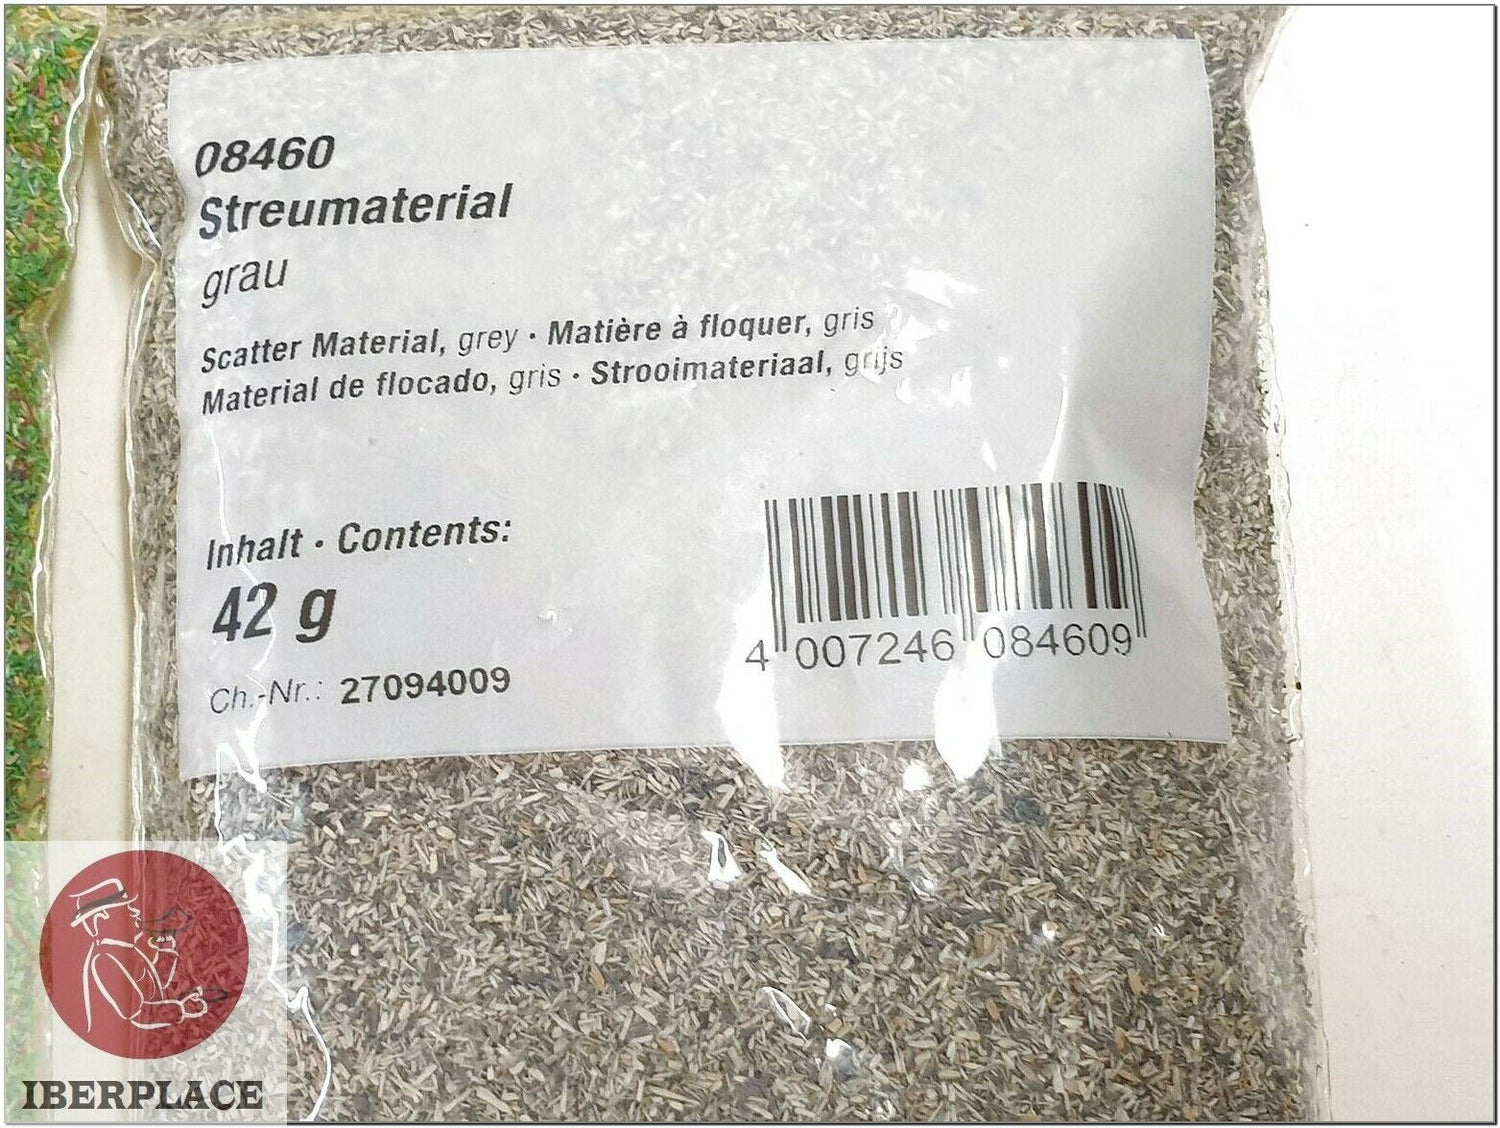 08460
Streumaterial
grau
Scatter Material, grey · Matière à floquer, gris
Material de flocado, gris · Strooimateriaal, grijs
Inhalt · Contents:
42 g
Ch.-Nr.: 27094009
4 007246 084609
IBERPLACE